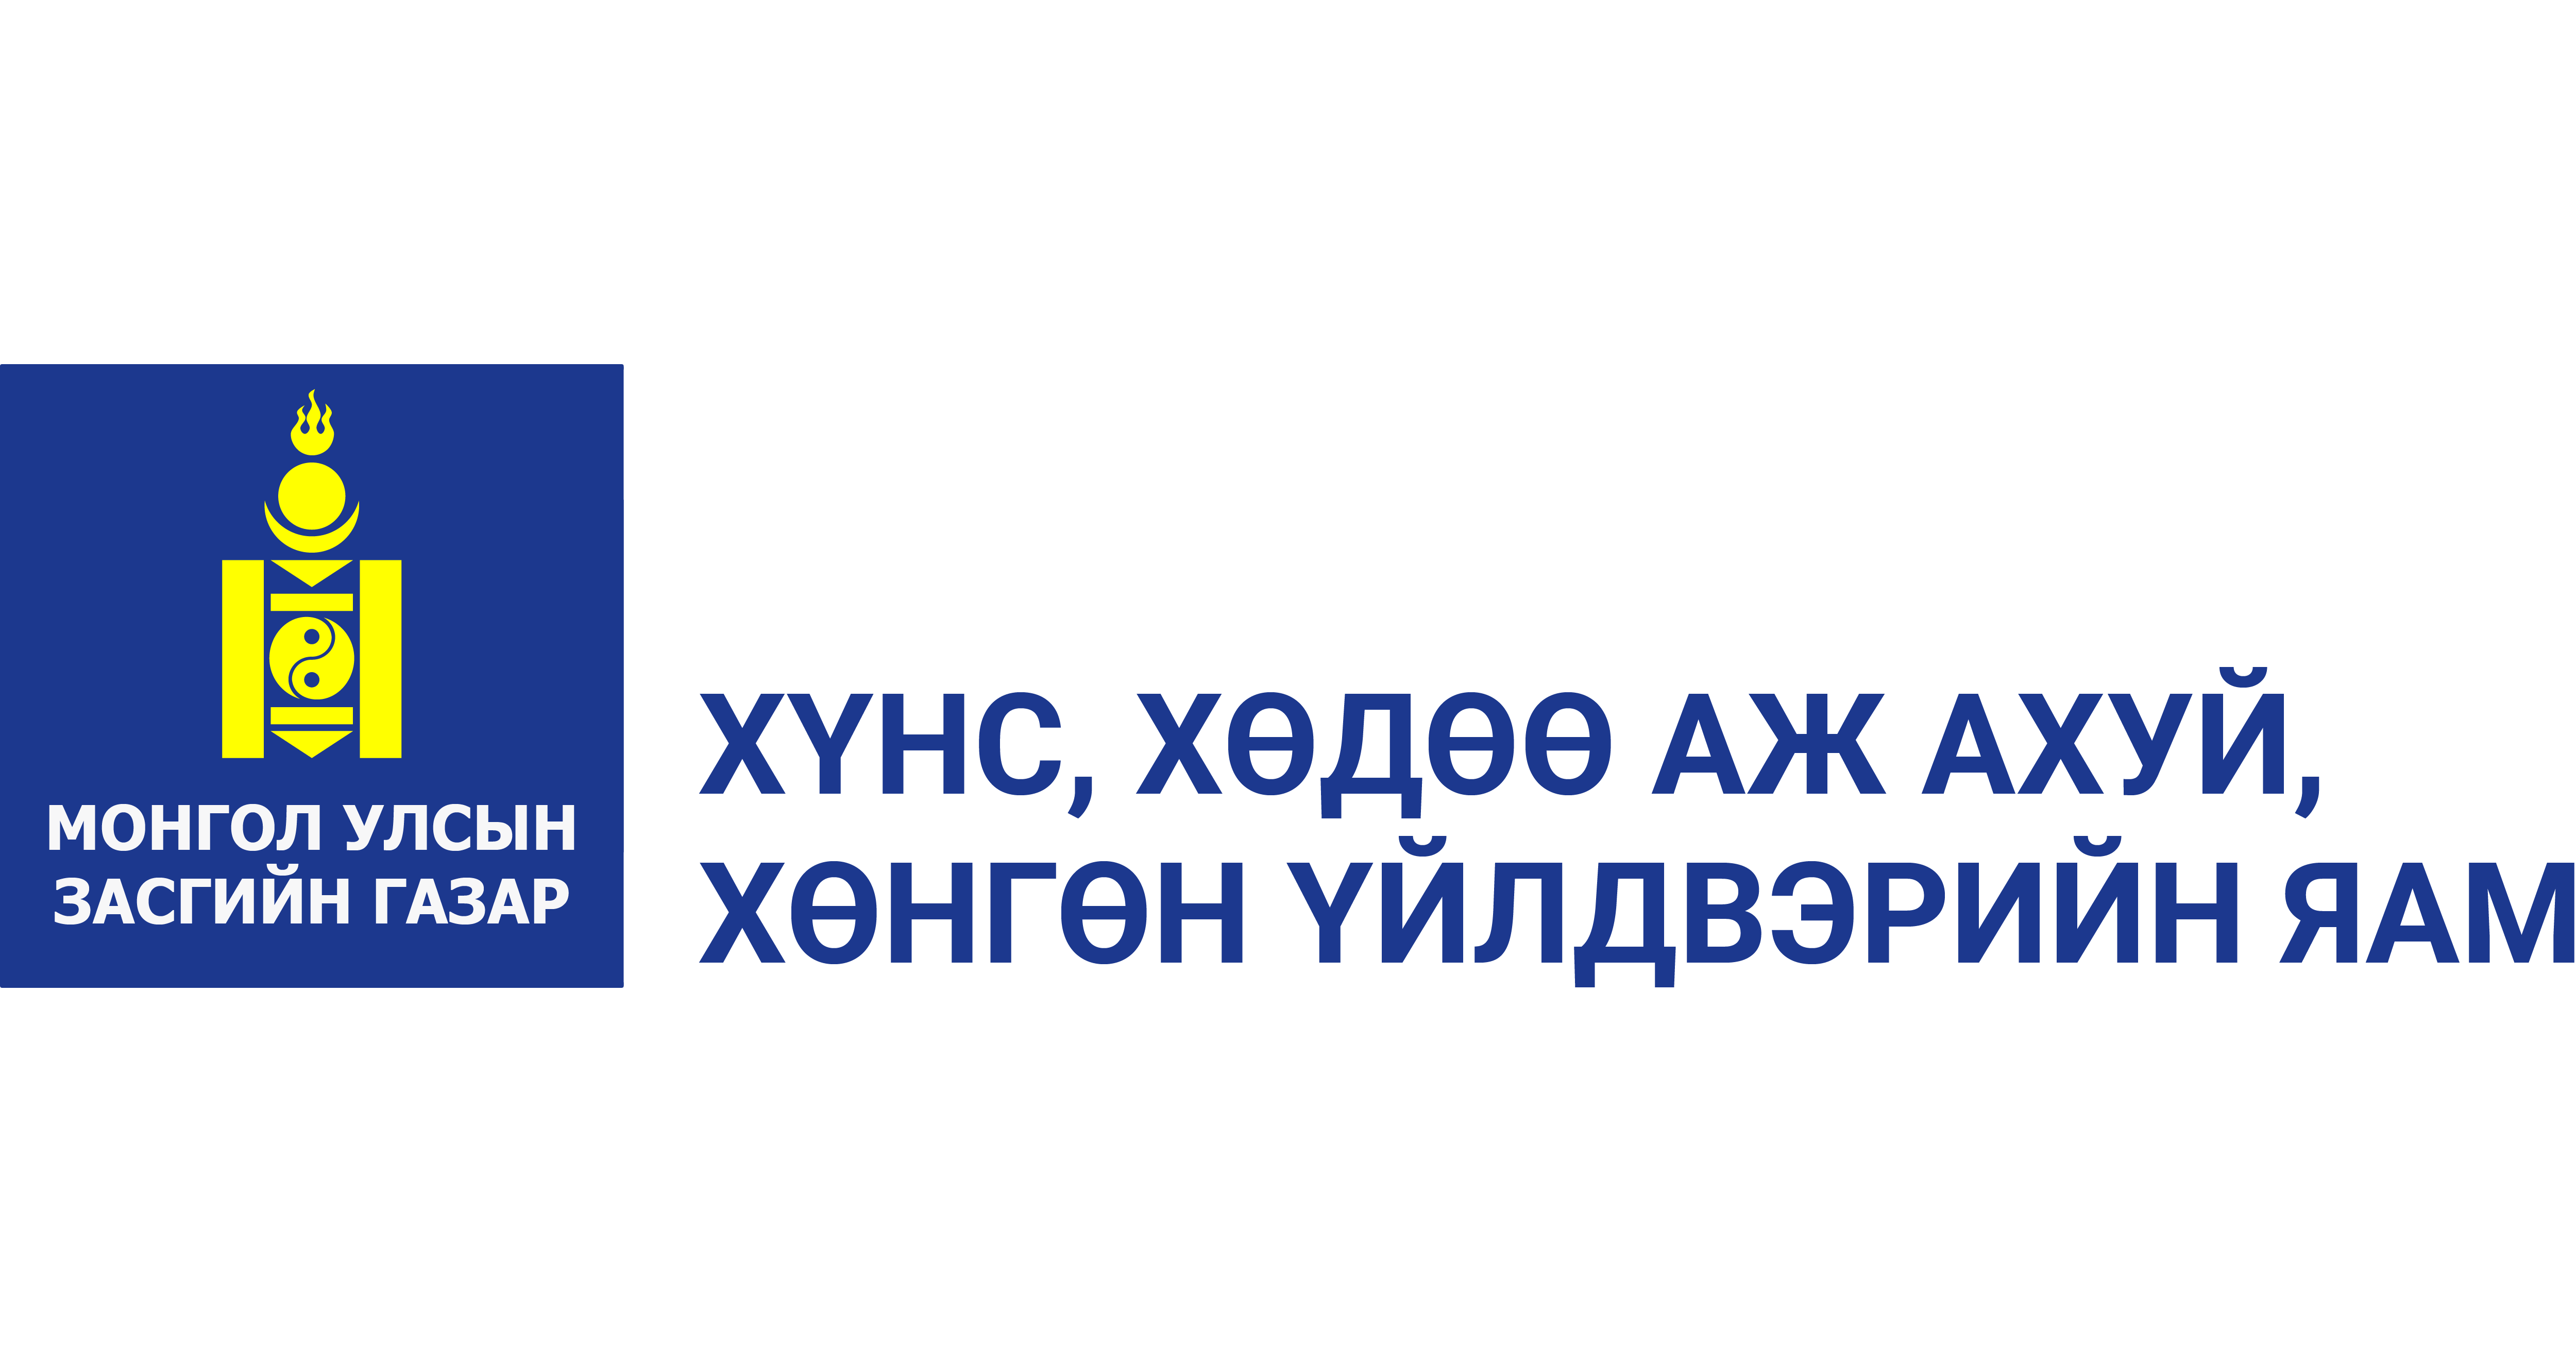 МОНГОЛ УЛСЫН
ЗАСГИЙН ГАЗАР
ХҮНС, ХӨДӨӨ АЖ АХУЙ,
ХӨНГӨН ҮЙЛДВЭРИЙН ЯАМ